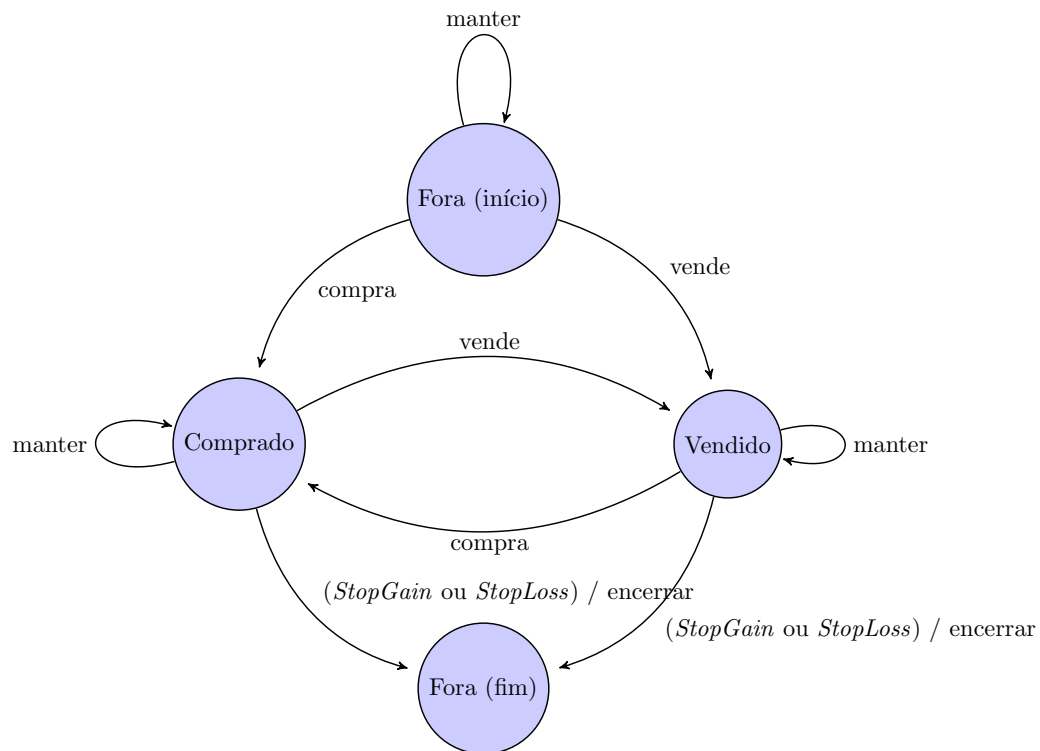 manter
Fora (início)
vende
compra
vende
manter
Comprado
Vendido
manter
compra
(StopGain ou StopLoss) / encerrar
(StopGain ou StopLoss) / encerrar
Fora (fim)